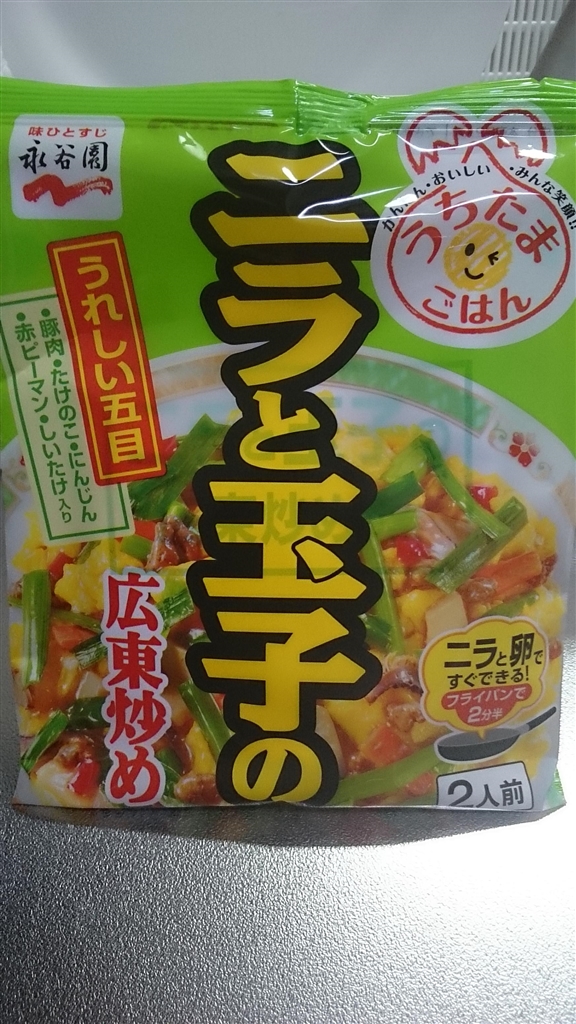 味ひとすじ
永谷園
かんたん・おいしい・みんな笑顔!!
うちたま
ごはん
うれしい五目
・豚肉・たけのこ・にんじん
・赤ピーマン・しいたけ入り
ニラと玉子の
広東炒め
ニラと卵で
すぐできる!
フライパンで
2分半
2人前